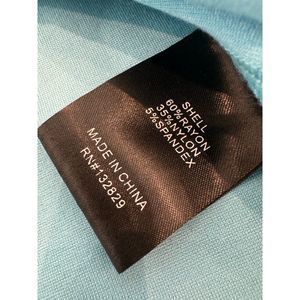 SHELL
60%RAYON
35%NYLON
5%SPANDEX
MADE IN CHINA
RN#132829